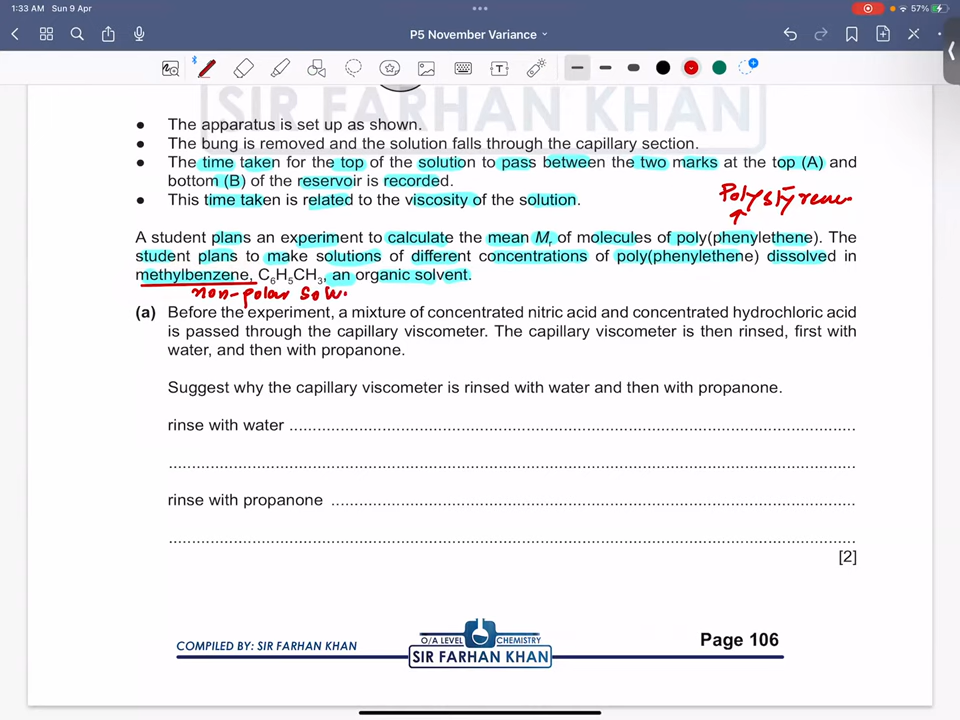 1:33 AM Sun 9 Apr
57%
P5 November Variance
SIR FARHAN KHAN
• The apparatus is set up as shown.
• The bung is removed and the solution falls through the capillary section.
• The time taken for the top of the solution to pass between the two marks at the top (A) and
bottom (B) of the reservoir is recorded.
• This time taken is related to the viscosity of the solution.
Polystyrene
A student plans an experiment to calculate the mean Mr of molecules of poly(phenylethene). The
student plans to make solutions of different concentrations of poly(phenylethene) dissolved in
methylbenzene, C6H5CH3, an organic solvent.
non-polar solv.
(a) Before the experiment, a mixture of concentrated nitric acid and concentrated hydrochloric acid
is passed through the capillary viscometer. The capillary viscometer is then rinsed, first with
water, and then with propanone.
Suggest why the capillary viscometer is rinsed with water and then with propanone.
rinse with water ................................................................
................................................................
rinse with propanone ................................................................
................................................................
[2]
COMPILED BY: SIR FARHAN KHAN
O/A LEVEL CHEMISTRY
SIR FARHAN KHAN
Page 106